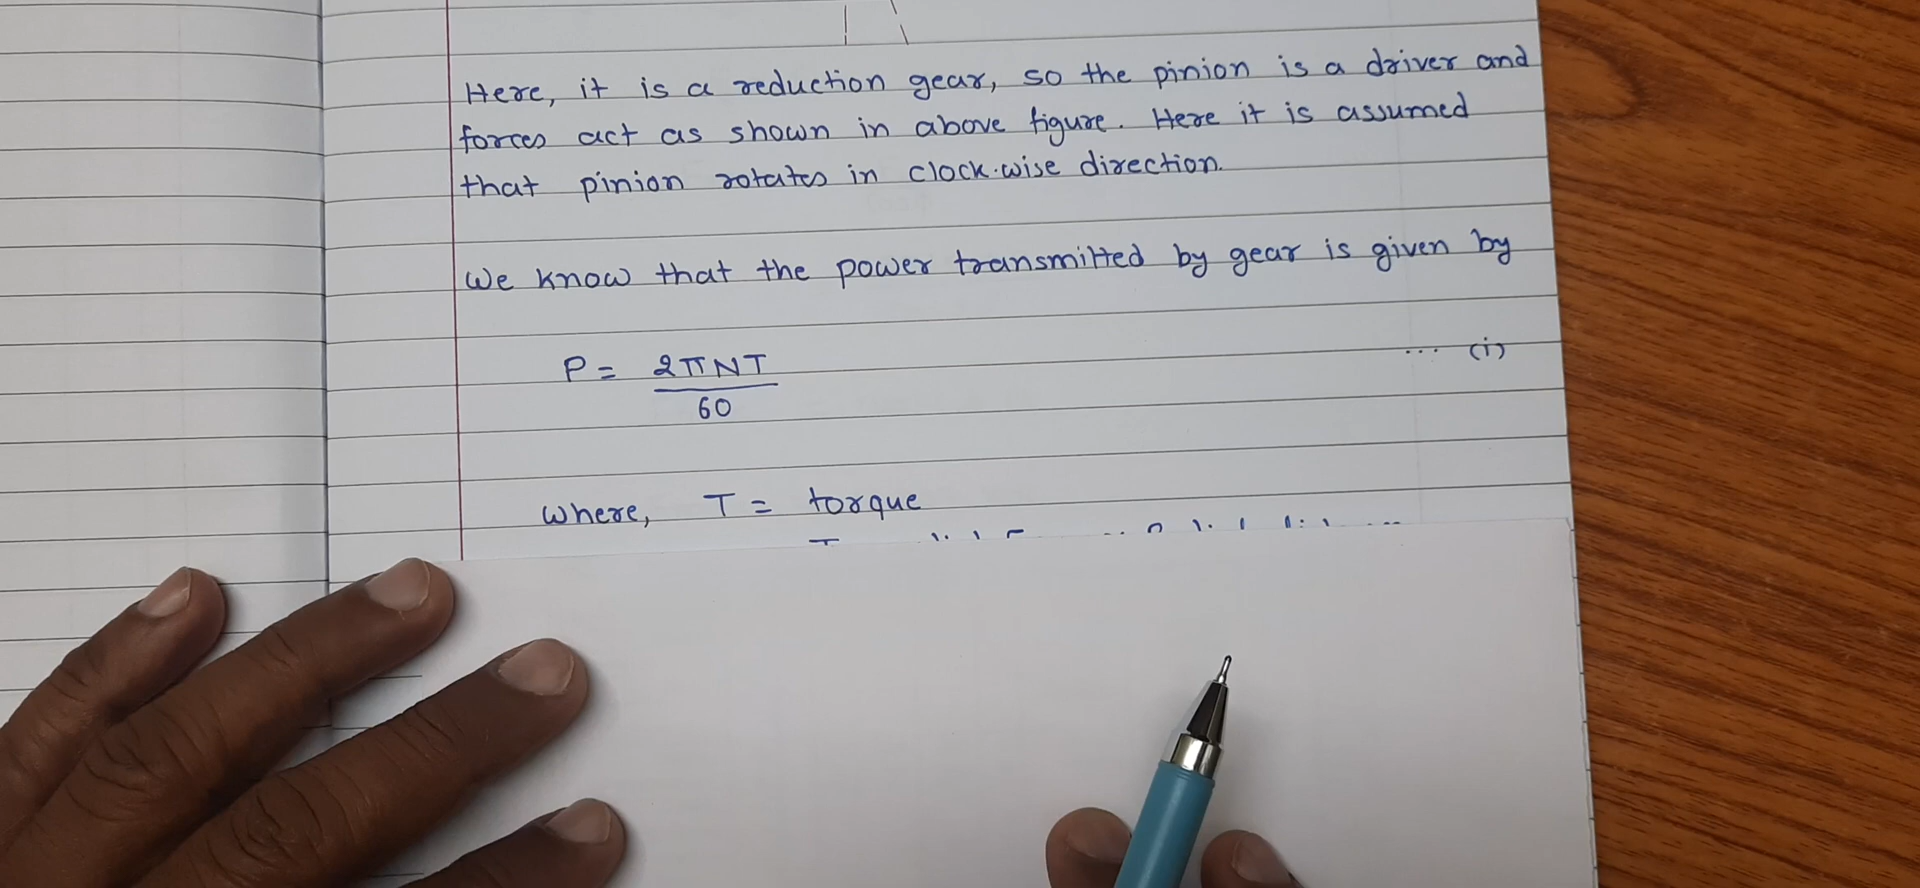 Here, it is a reduction gear, so the pinion is a driver and
forces act as shown in above figure. Here it is assumed
that pinion rotates in clock-wise direction.
We know that the power transmitted by gear is given by
P = 2πNT / 60 ... (i)
where, T = torque